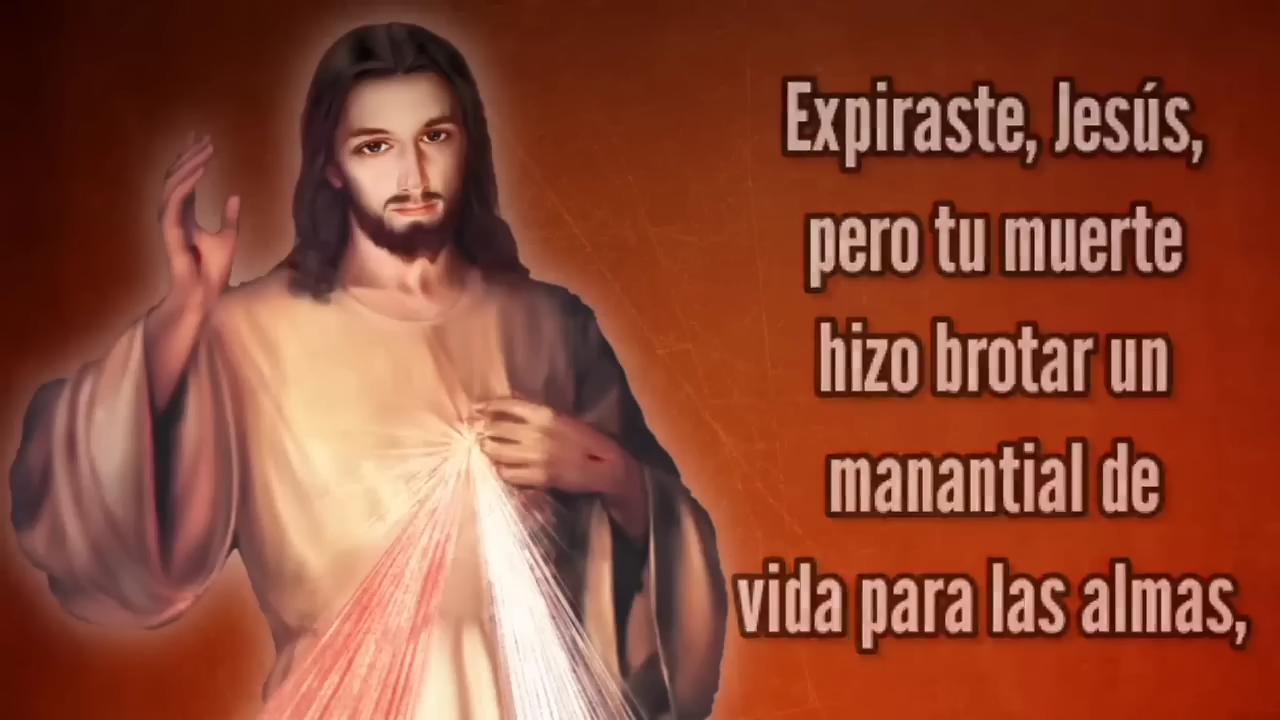 Expiraste, Jesús,
pero tu muerte
hizo brotar un
manantial de
vida para las almas,